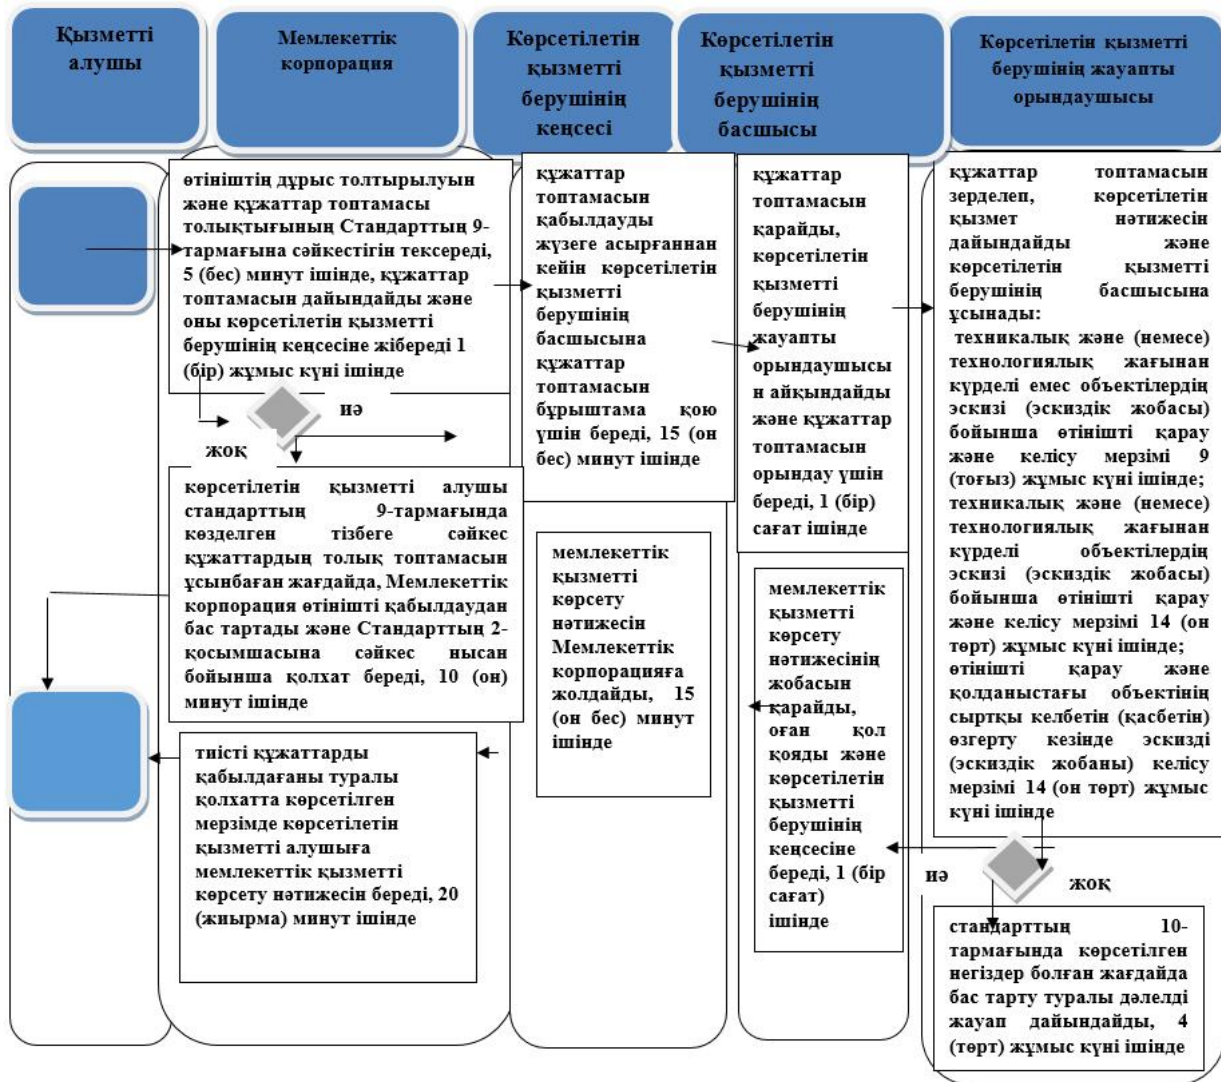 Қызметті
алушы
Мемлекеттік
корпорация
Көрсетілетін
қызметті
берушінің
кеңсесі
Көрсетілетін
қызметті
берушінің
басшысы
Көрсетілетін қызметті
берушінің жауапты
орындаушысы
өтініштің дұрыс толтырылуын
және құжаттар топтамасы
толықтығының Стандарттың 9-
тармағына сәйкестігін тексереді,
5 (бес) минут ішінде, құжаттар
топтамасын дайындайды және
оны көрсетілетін қызметті
берушінің кеңсесіне жібереді 1
(бір) жұмыс күні ішінде
иә
жоқ
көрсетілетін қызметті алушы
стандарттың 9-тармағында
көзделген тізбеге сәйкес
құжаттардың толық топтамасын
ұсынбаған жағдайда, Мемлекеттік
корпорация өтінішті қабылдаудан
бас тартады және Стандарттың 2-
қосымшасына сәйкес нысан
бойынша қолхат береді, 10 (он)
минут ішінде
тиісті құжаттарды
қабылдағаны туралы
қолхатта көрсетілген
мерзімде көрсетілетін
қызметті алушыға
мемлекеттік қызметті
көрсету нәтижесін береді, 20
(жиырма) минут ішінде
құжаттар
топтамасын
қабылдауды
жүзеге асырғаннан
кейін көрсетілетін
қызметті
берушінің
басшысына
құжаттар
топтамасын
бұрыштама қою
үшін береді, 15 (он
бес) минут ішінде
мемлекеттік
қызметті
көрсету
нәтижесін
Мемлекеттік
корпорацияға
жолдайды, 15
(он бес) минут
ішінде
құжаттар
топтамасын
қарайды,
көрсетілетін
қызметті
берушінің
жауапты
орындаушысы
н айқындайды
және құжаттар
топтамасын
орындау үшін
береді, 1 (бір)
сағат ішінде
мемлекеттік
қызметті
көрсету
нәтижесінің
жобасын
қарайды,
оған қол
қояды және
көрсетілетін
қызметті
берушінің
кеңсесіне
береді, 1 (бір
сағат)
ішінде
құжаттар топтамасын
зерделеп, көрсетілетін
қызмет нәтижесін
дайындайды және
көрсетілетін қызметті
берушінің басшысына
ұсынады:
техникалық және (немесе)
технологиялық жағынан
күрделі емес объектілердің
эскизі (эскиздік жобасы)
бойынша өтінішті қарау
және келісу мерзімі 9
(тоғыз) жұмыс күні ішінде;
техникалық және (немесе)
технологиялық жағынан
күрделі объектілердің
эскизі (эскиздік жобасы)
бойынша өтінішті қарау
және келісу мерзімі 14 (он
төрт) жұмыс күні ішінде;
өтінішті қарау және
қолданыстағы объектінің
сыртқы келбетін (қасбетін)
өзгерту кезінде эскизді
(эскиздік жобаны) келісу
мерзімі 14 (он төрт) жұмыс
күні ішінде
иә
жоқ
стандарттың 10-
тармағында көрсетілген
негіздер болған жағдайда
бас тарту туралы дәлелді
жауап дайындайды, 4
(төрт) жұмыс күні ішінде